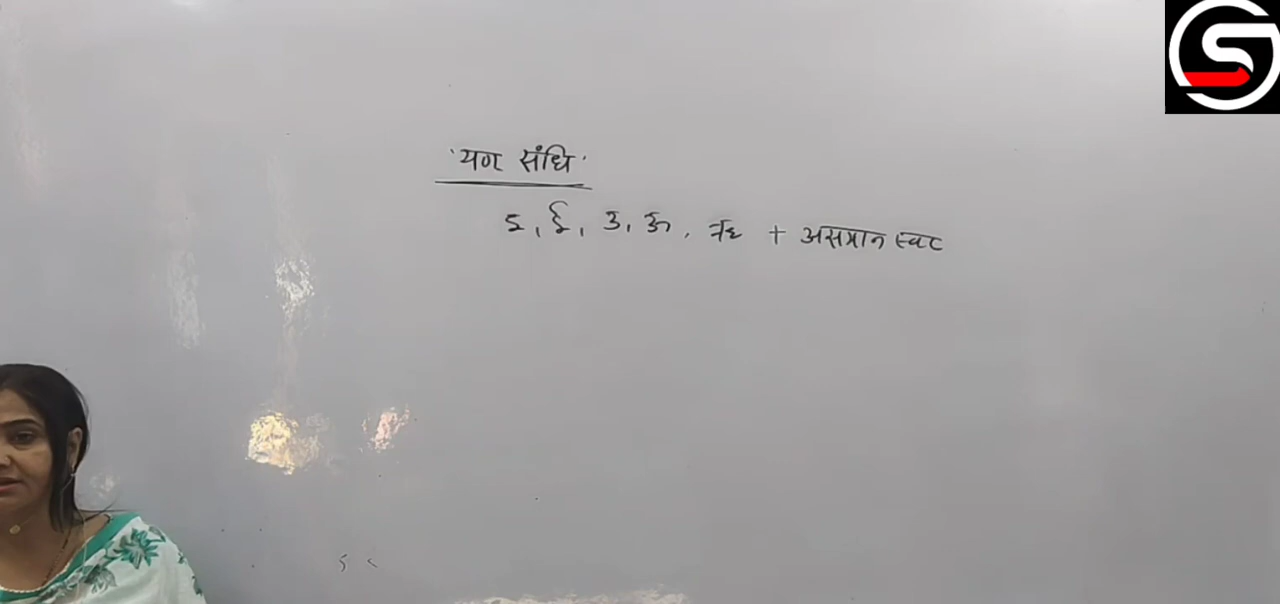 'यण संधि'
इ, ई, उ, ऊ, ऋ + असमान स्वर